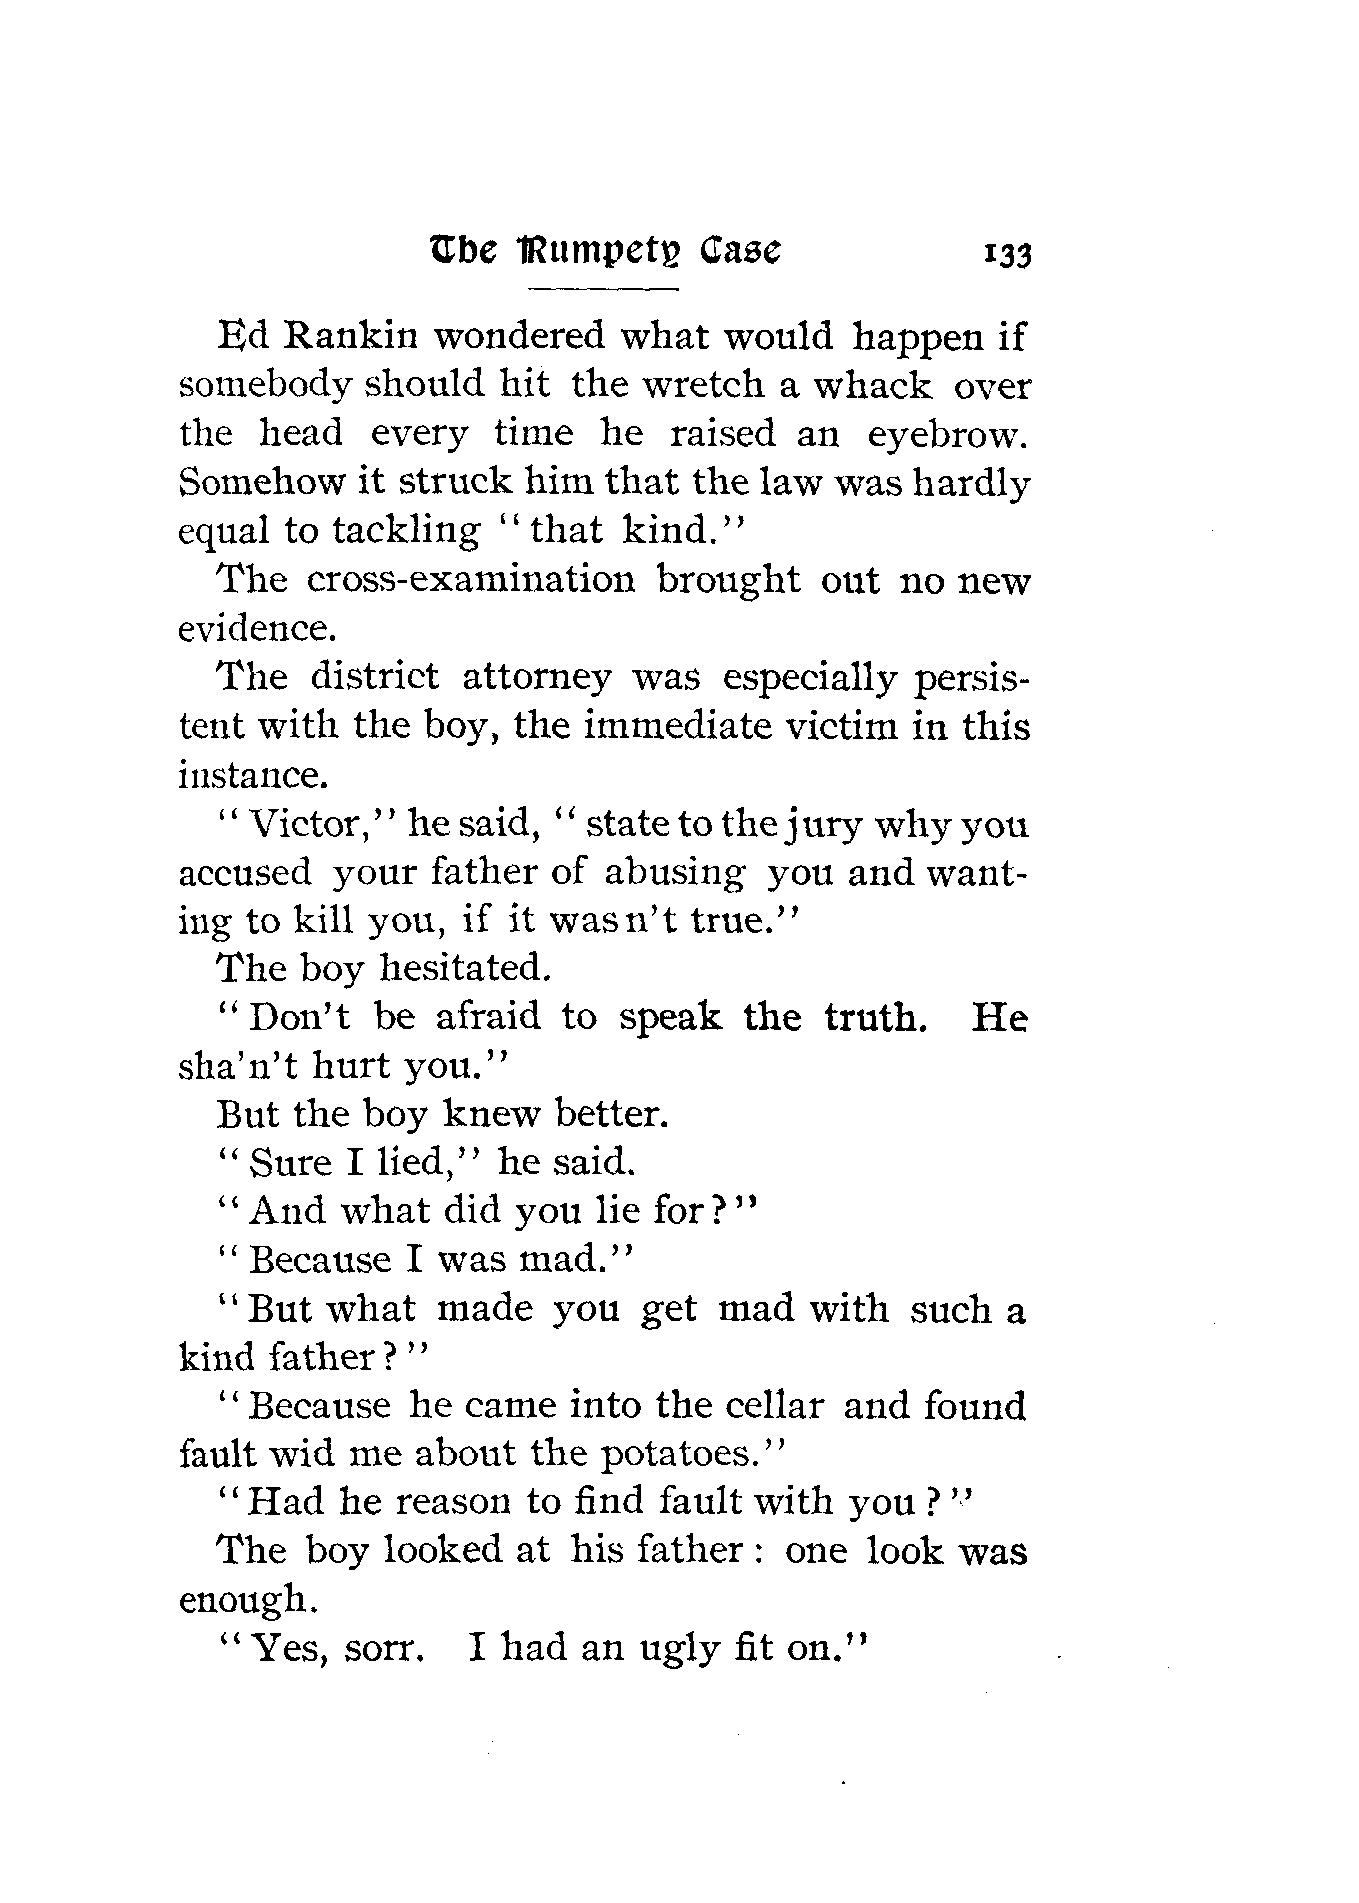 The Rumpety Case 133
Ed Rankin wondered what would happen if
somebody should hit the wretch a whack over
the head every time he raised an eyebrow.
Somehow it struck him that the law was hardly
equal to tackling "that kind."
The cross-examination brought out no new
evidence.
The district attorney was especially persis-
tent with the boy, the immediate victim in this
instance.
"Victor," he said, "state to the jury why you
accused your father of abusing you and want-
ing to kill you, if it wasn't true."
The boy hesitated.
"Don't be afraid to speak the truth. He
sha'n't hurt you."
But the boy knew better.
"Sure I lied," he said.
"And what did you lie for?"
"Because I was mad."
"But what made you get mad with such a
kind father?"
"Because he came into the cellar and found
fault wid me about the potatoes."
"Had he reason to find fault with you?"
The boy looked at his father: one look was
enough.
"Yes, sorr. I had an ugly fit on."